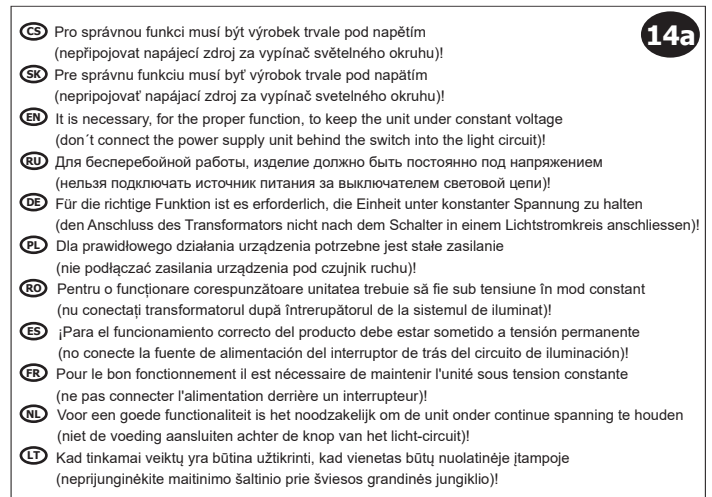 14a
CS Pro správnou funkci musí být výrobek trvale pod napětím
(nepřipojovat napájecí zdroj za vypínač světelného okruhu)!
SK Pre správnou funkciu musí byť výrobok trvale pod napätím
(nepripojovať napájací zdroj za vypínač svetelného okruhu)!
EN It is necessary, for the proper function, to keep the unit under constant voltage
(don´t connect the power supply unit behind the switch into the light circuit)!
RU Для бесперебойной работы, изделие должно быть постоянно под напряжением
(нельзя подключать источник питания за выключателем световой цепи)!
DE Für die richtige Funktion ist es erforderlich, die Einheit unter konstanter Spannung zu halten
(den Anschluss des Transformators nicht nach dem Schalter in einem Lichtstromkreis anschliessen)!
PL Dla prawidłowego działania urządzenia potrzebne jest stałe zasilanie
(nie podłączać zasilania urządzenia pod czujnik ruchu)!
RO Pentru o funcționare corespunzătoare unitatea trebuie să fie sub tensiune în mod constant
(nu conectați transformatorul după întrerupătorul de la sistemul de iluminat)!
ES ¡Para el funcionamiento correcto del producto debe estar sometido a tensión permanente
(no conecte la fuente de alimentación del interruptor de trás del circuito de iluminación)!
FR Pour le bon fonctionnement il est nécessaire de maintenir l'unité sous tension constante
(ne pas connecter l'alimentation derrière un interrupteur)!
NL Voor een goede functionaliteit is het noodzakelijk om de unit onder continue spanning te houden
(niet de voeding aansluiten achter de knop van het licht-circuit)!
LT Kad tinkamai veiktų yra būtina užtikrinti, kad vienetas būtų nuolatinėje įtampoje
(neprijunginėkite maitinimo šaltinio prie šviesos grandinės jungiklio)!